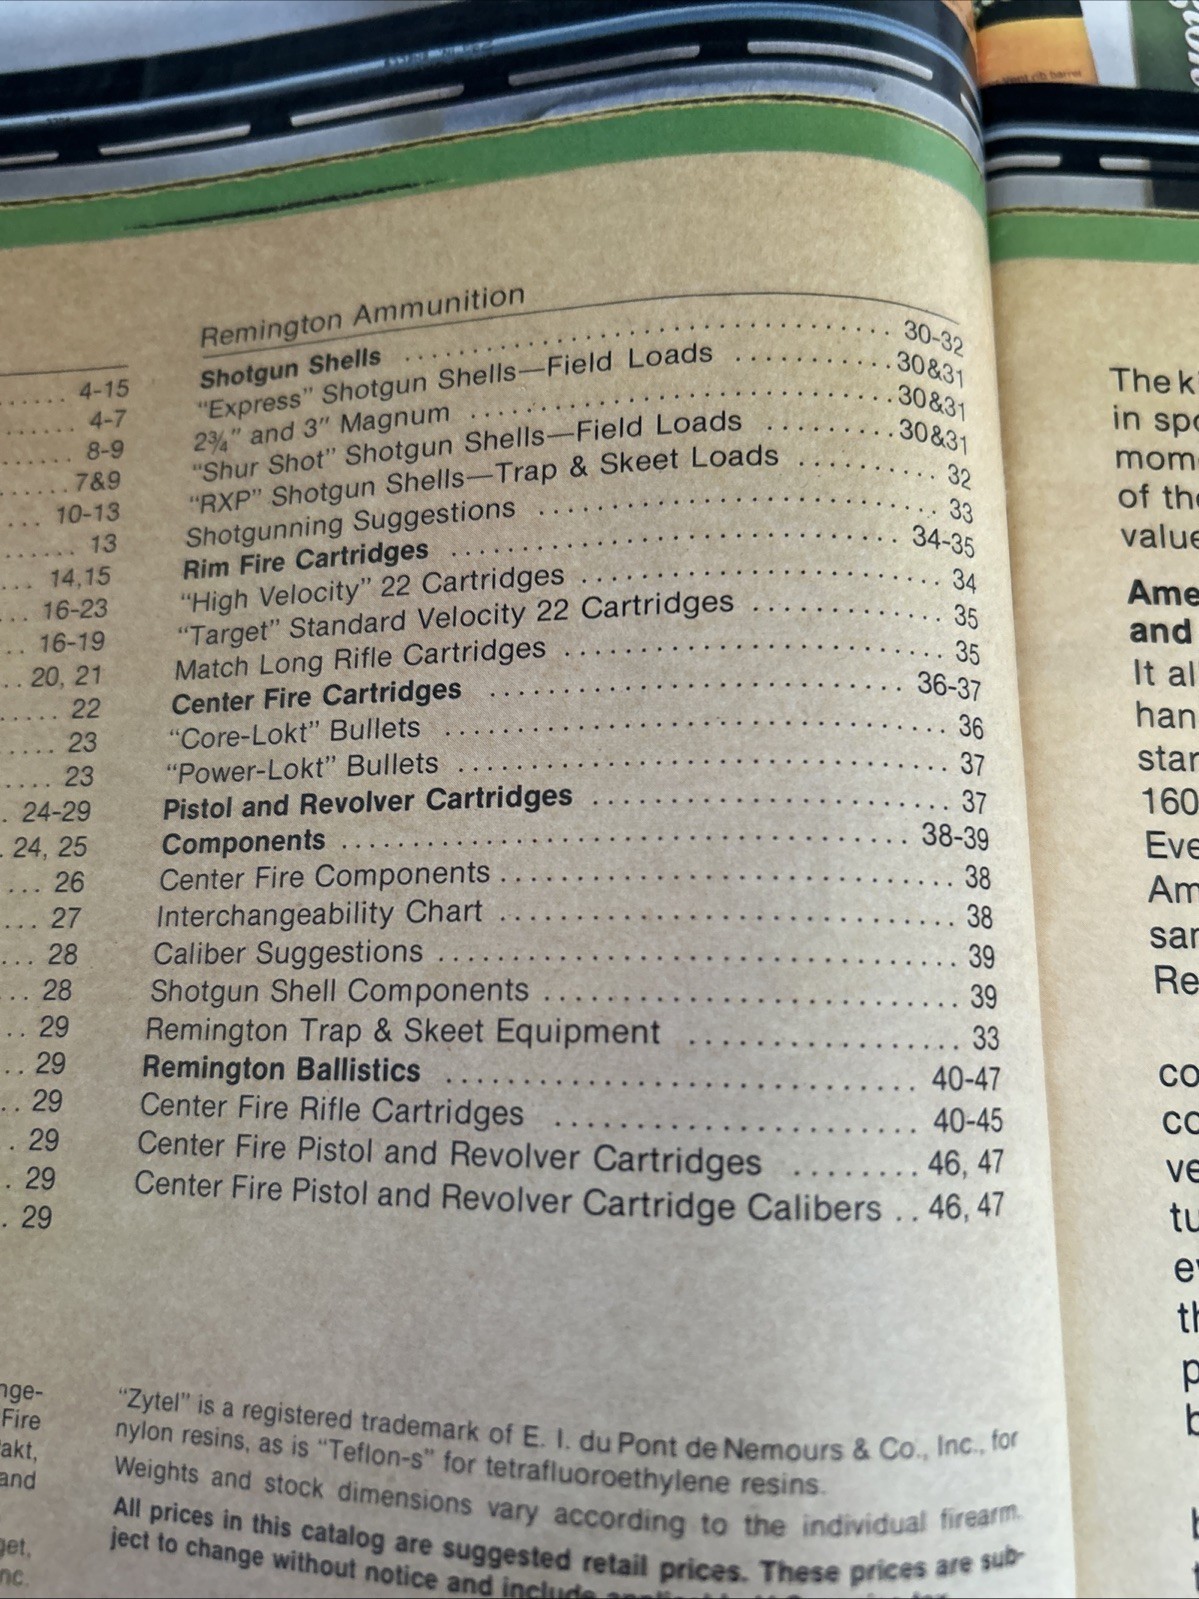 Remington Ammunition
Shotgun Shells .......... 30-32
"Express" Shotgun Shells—Field Loads .......... 30&31
2¾" and 3" Magnum .......... 30&31
"Shur Shot" Shotgun Shells—Field Loads .......... 30&31
"RXP" Shotgun Shells—Trap & Skeet Loads .......... 32
Shotgunning Suggestions .......... 33
Rim Fire Cartridges .......... 34-35
"High Velocity" 22 Cartridges .......... 34
"Target" Standard Velocity 22 Cartridges .......... 35
Match Long Rifle Cartridges .......... 35
Center Fire Cartridges .......... 36-37
"Core-Lokt" Bullets .......... 36
"Power-Lokt" Bullets .......... 37
Pistol and Revolver Cartridges .......... 37
Components .......... 38-39
Center Fire Components .......... 38
Interchangeability Chart .......... 38
Caliber Suggestions .......... 39
Shotgun Shell Components .......... 39
Remington Trap & Skeet Equipment .......... 33
Remington Ballistics .......... 40-47
Center Fire Rifle Cartridges .......... 40-45
Center Fire Pistol and Revolver Cartridges ........ 46, 47
Center Fire Pistol and Revolver Cartridge Calibers .. 46, 47
"Zytel" is a registered trademark of E. I. du Pont de Nemours & Co., Inc., for
nylon resins, as is "Teflon-s" for tetrafluoroethylene resins.
Weights and stock dimensions vary according to the individual firearm.
All prices in this catalog are suggested retail prices. These prices are sub-
ject to change without notice and include
4-15
4-7
8-9
7&9
10-13
13
14,15
16-23
16-19
20, 21
22
23
23
24-29
24, 25
26
27
28
28
29
29
29
29
29
29
Fire
and
The
in
of
value
Ame
and
It al
han
star
160
Eve
Am
sar
Re